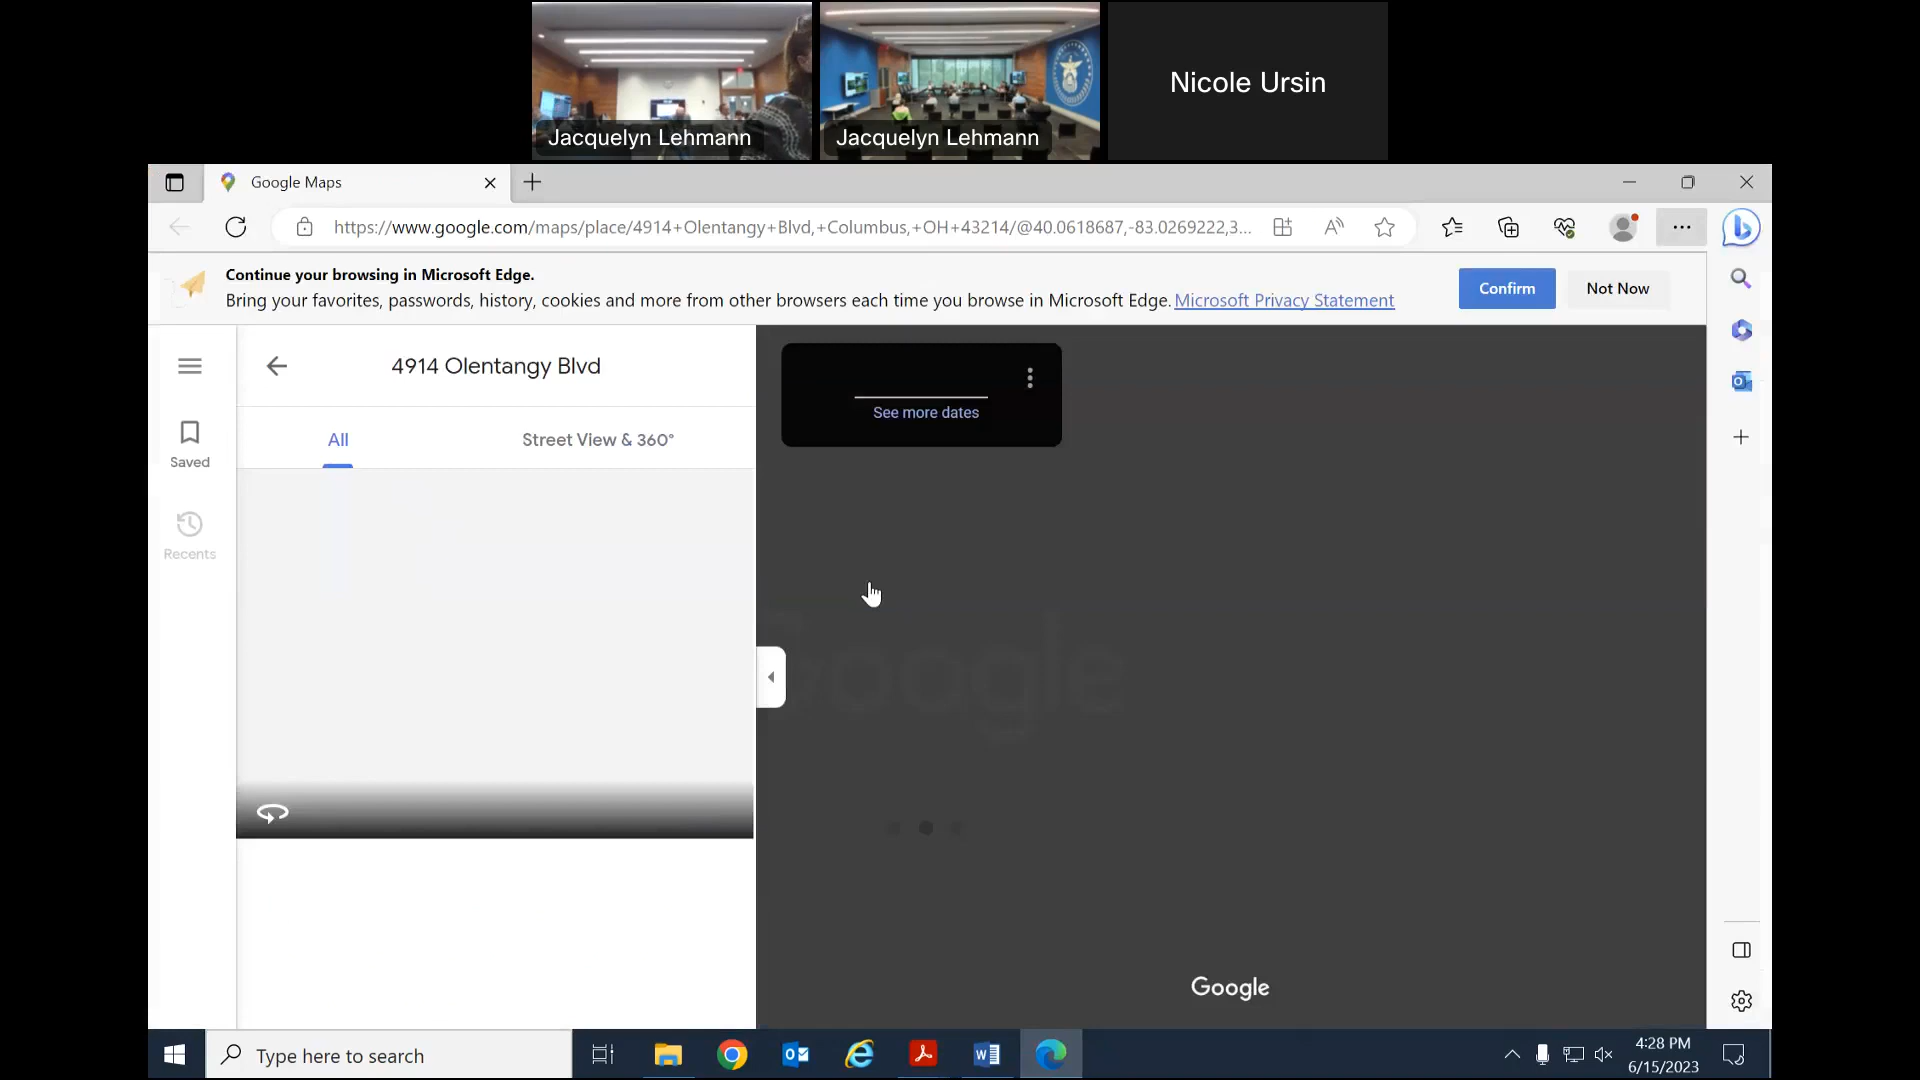 Jacquelyn Lehmann
Jacquelyn Lehmann
Nicole Ursin
Google Maps
https://www.google.com/maps/place/4914+Olentangy+Blvd,+Columbus,+OH+43214/@40.0618687,-83.0269222,3...
Continue your browsing in Microsoft Edge.
Bring your favorites, passwords, history, cookies and more from other browsers each time you browse in Microsoft Edge. Microsoft Privacy Statement
Confirm
Not Now
4914 Olentangy Blvd
See more dates
All
Street View & 360°
Saved
Recents
Google
Google
Type here to search
4:28 PM
6/15/2023